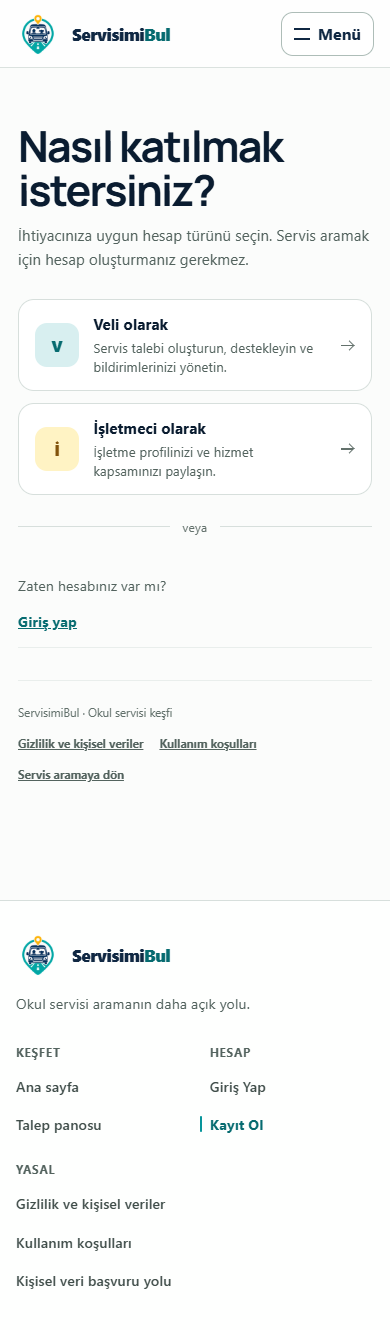 ServisimiBul
Menü
Nasıl katılmak
istersiniz?
İhtiyacınıza uygun hesap türünü seçin. Servis aramak
için hesap oluşturmanız gerekmez.
V
Veli olarak
Servis talebi oluşturun, destekleyin ve
bildirimlerinizi yönetin.
İ
İşletmeci olarak
İşletme profilinizi ve hizmet
kapsamınızı paylaşın.
veya
Zaten hesabınız var mı?
Giriş yap
ServisimiBul · Okul servisi keşfi
Gizlilik ve kişisel veriler Kullanım koşulları
Servis aramaya dön
ServisimiBul
Okul servisi aramanın daha açık yolu.
KEŞFET
HESAP
Ana sayfa
Giriş Yap
Talep panosu
Kayıt Ol
YASAL
Gizlilik ve kişisel veriler
Kullanım koşulları
Kişisel veri başvuru yolu